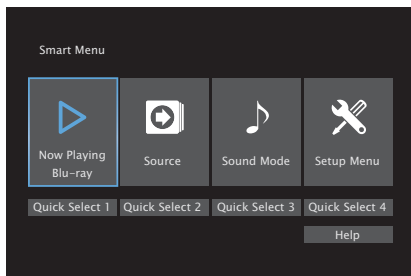 Smart Menu
Now Playing
Blu-ray
Source
Sound Mode
Setup Menu
Quick Select 1
Quick Select 2
Quick Select 3
Quick Select 4
Help